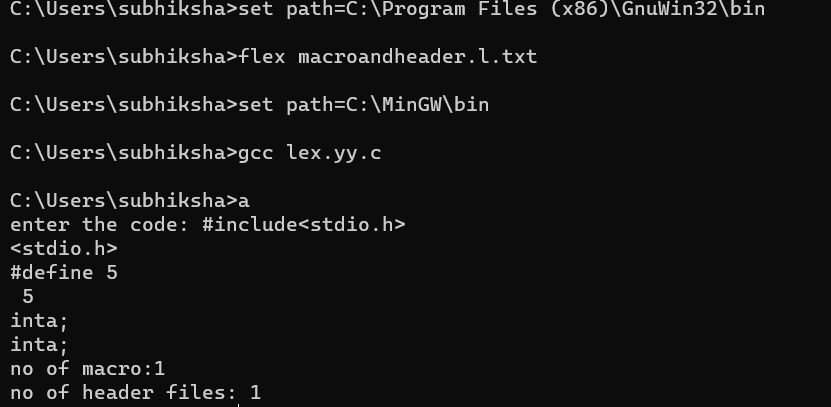 C:\Users\subhiksha>set path=C:\Program Files (x86)\GnuWin32\bin
C:\Users\subhiksha>flex macroandheader.l.txt
C:\Users\subhiksha>set path=C:\MinGW\bin
C:\Users\subhiksha>gcc lex.yy.c
C:\Users\subhiksha>a
enter the code: #include<stdio.h>
<stdio.h>
#define 5
 5
inta;
inta;
no of macro:1
no of header files: 1